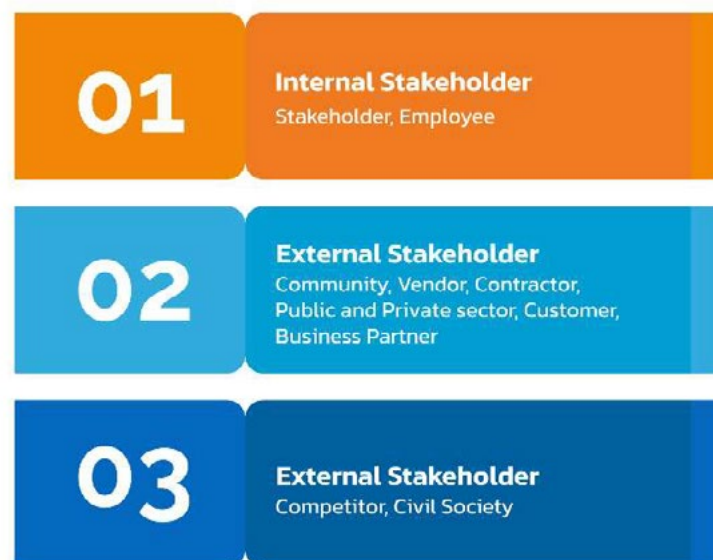 01
Internal Stakeholder
Stakeholder, Employee
02
External Stakeholder
Community, Vendor, Contractor,
Public and Private sector, Customer,
Business Partner
03
External Stakeholder
Competitor, Civil Society